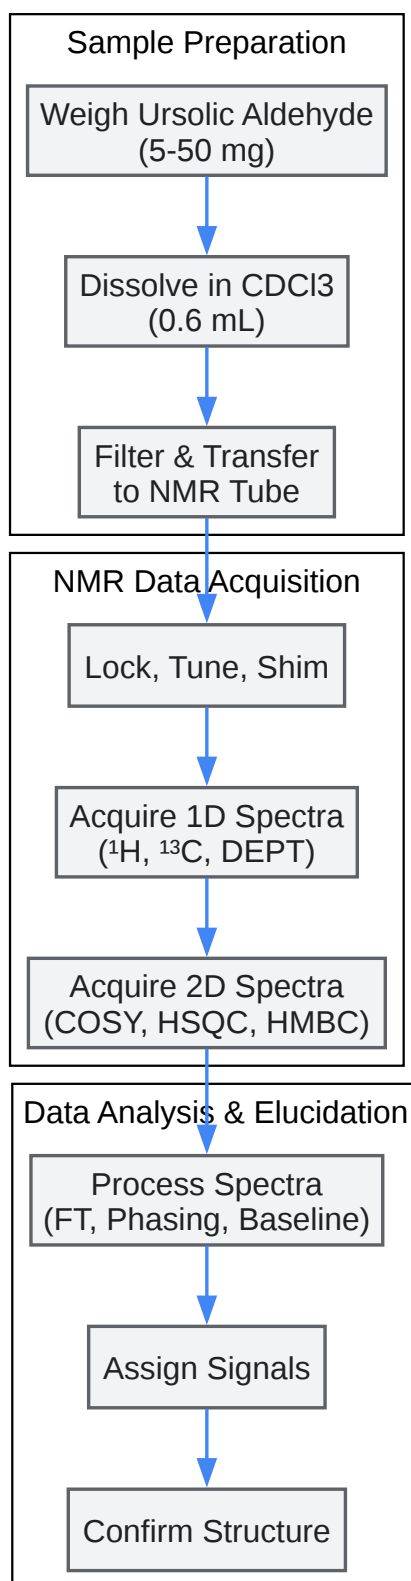 Sample Preparation
Weigh Ursolic Aldehyde
(5-50 mg)
Dissolve in CDCl3
(0.6 mL)
Filter & Transfer
to NMR Tube
NMR Data Acquisition
Lock, Tune, Shim
Acquire 1D Spectra
(¹H, ¹³C, DEPT)
Acquire 2D Spectra
(COSY, HSQC, HMBC)
Data Analysis & Elucidation
Process Spectra
(FT, Phasing, Baseline)
Assign Signals
Confirm Structure